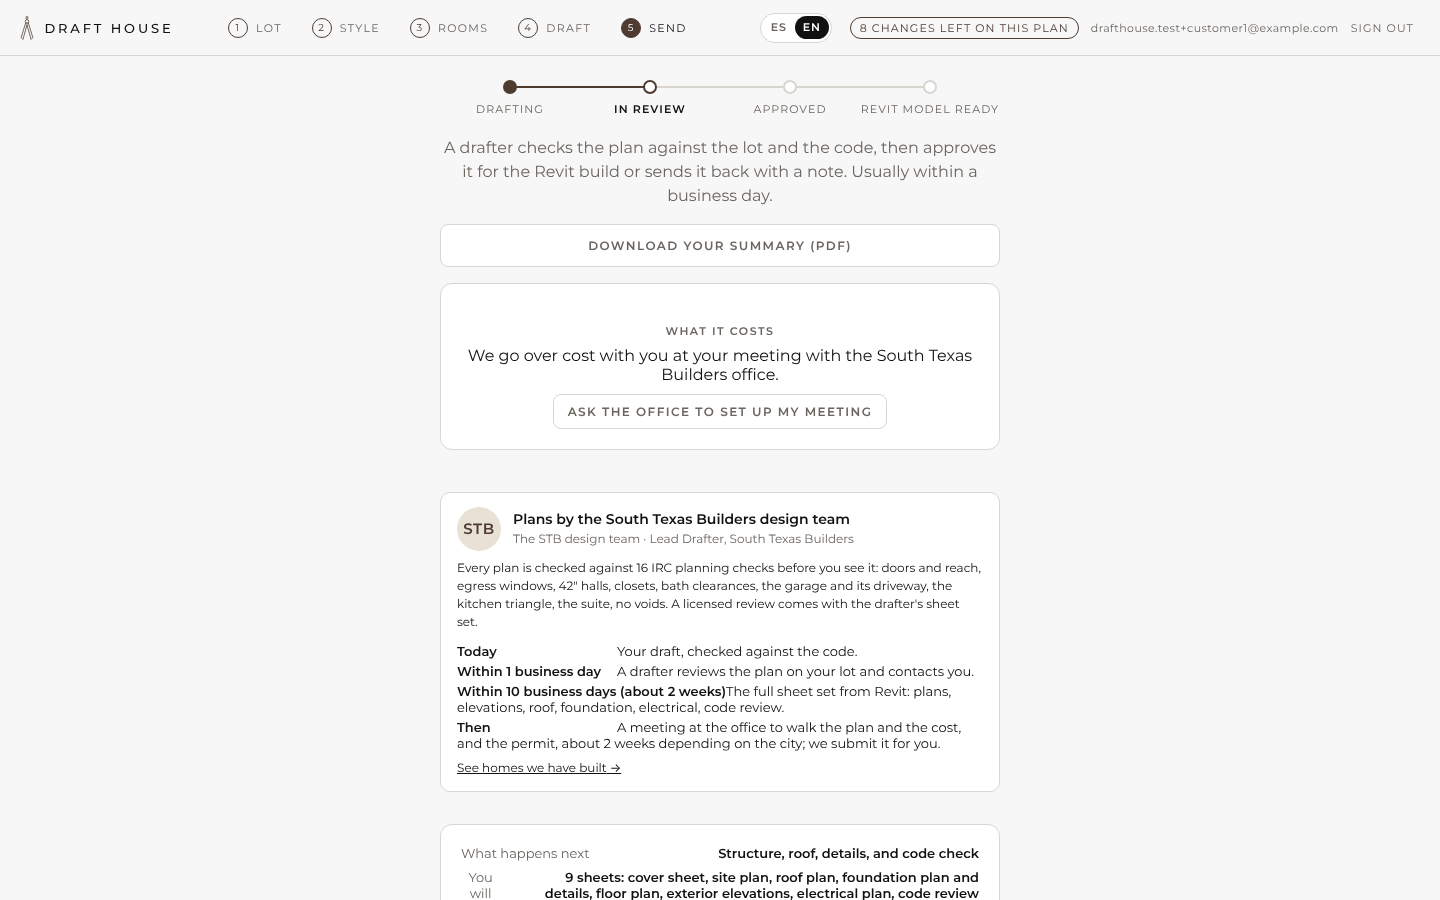 DRAFT HOUSE
1 LOT
2 STYLE
3 ROOMS
4 DRAFT
5 SEND
ES EN
8 CHANGES LEFT ON THIS PLAN
drafthouse.test+customer1@example.com
SIGN OUT
DRAFTING
IN REVIEW
APPROVED
REVIT MODEL READY
A drafter checks the plan against the lot and the code, then approves
it for the Revit build or sends it back with a note. Usually within a
business day.
DOWNLOAD YOUR SUMMARY (PDF)
WHAT IT COSTS
We go over cost with you at your meeting with the South Texas
Builders office.
ASK THE OFFICE TO SET UP MY MEETING
STB
Plans by the South Texas Builders design team
The STB design team · Lead Drafter, South Texas Builders
Every plan is checked against 16 IRC planning checks before you see it: doors and reach,
egress windows, 42" halls, closets, bath clearances, the garage and its driveway, the
kitchen triangle, the suite, no voids. A licensed review comes with the drafter's sheet
set.
Today Your draft, checked against the code.
Within 1 business day A drafter reviews the plan on your lot and contacts you.
Within 10 business days (about 2 weeks)The full sheet set from Revit: plans,
elevations, roof, foundation, electrical, code review.
Then A meeting at the office to walk the plan and the cost,
and the permit, about 2 weeks depending on the city; we submit it for you.
See homes we have built →
What happens next Structure, roof, details, and code check
You 9 sheets: cover sheet, site plan, roof plan, foundation plan and
will details, floor plan, exterior elevations, electrical plan, code review